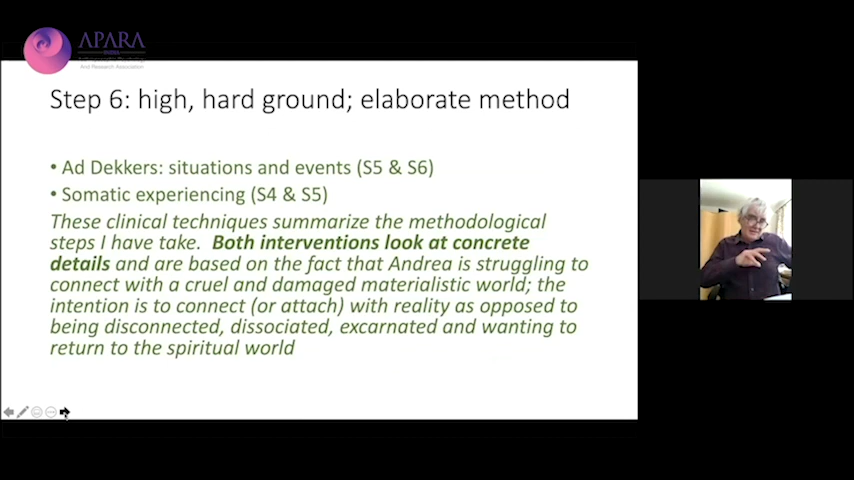 APARA
And Research Association
Step 6: high, hard ground; elaborate method
• Ad Dekkers: situations and events (S5 & S6)
• Somatic experiencing (S4 & S5)
These clinical techniques summarize the methodological
steps I have take. Both interventions look at concrete
details and are based on the fact that Andrea is struggling to
connect with a cruel and damaged materialistic world; the
intention is to connect (or attach) with reality as opposed to
being disconnected, dissociated, excarnated and wanting to
return to the spiritual world